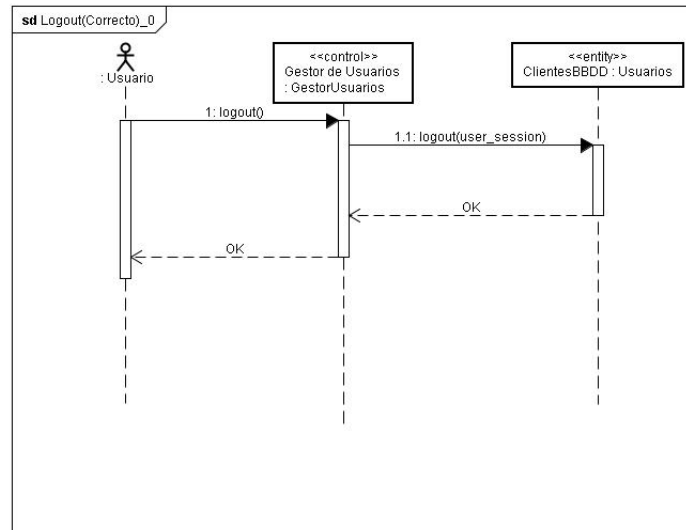 sd Logout(Correcto)_0
: Usuario
<<control>>
Gestor de Usuarios
: GestorUsuarios
<<entity>>
ClientesBBDD : Usuarios
1: logout()
1.1: logout(user_session)
OK
OK